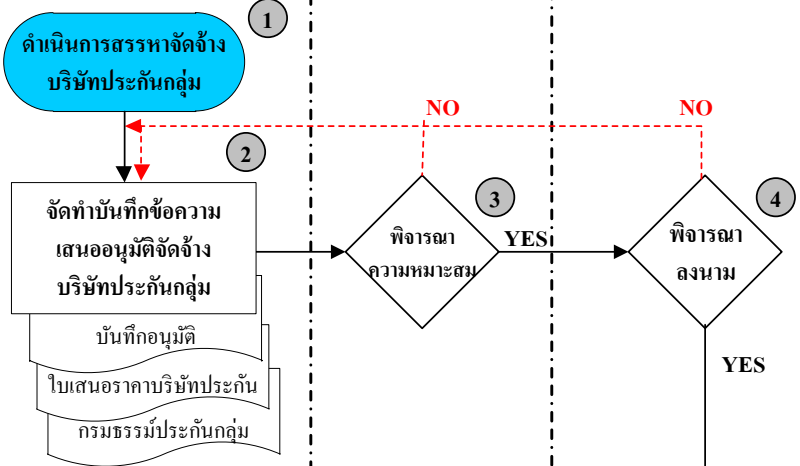 1
ดำเนินการสรรหาจัดจ้าง
บริษัทประกันกลุ่ม
NO
NO
2
จัดทำบันทึกข้อความ
เสนออนุมัติจัดจ้าง
บริษัทประกันกลุ่ม
3
พิจารณา
ความหมาะสม
YES
4
พิจารณา
ลงนาม
บันทึกอนุมัติ
ใบเสนอราคาบริษัทประกัน
กรมธรรม์ประกันกลุ่ม
YES